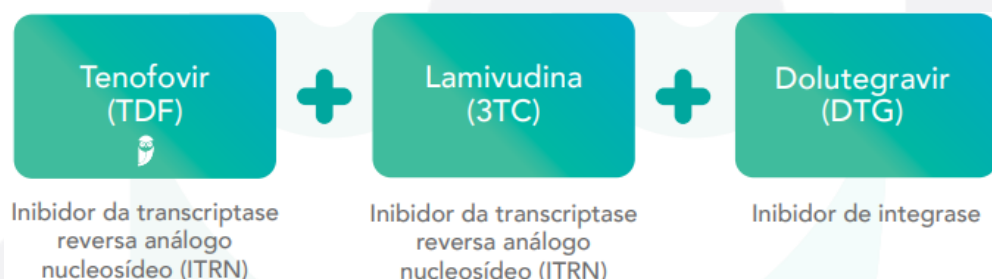 Tenofovir
(TDF)
Lamivudina
(3TC)
Dolutegravir
(DTG)
Inibidor da transcriptase
reversa análogo
nucleosídeo (ITRN)
Inibidor da transcriptase
reversa análogo
nucleosídeo (ITRN)
Inibidor de integrase